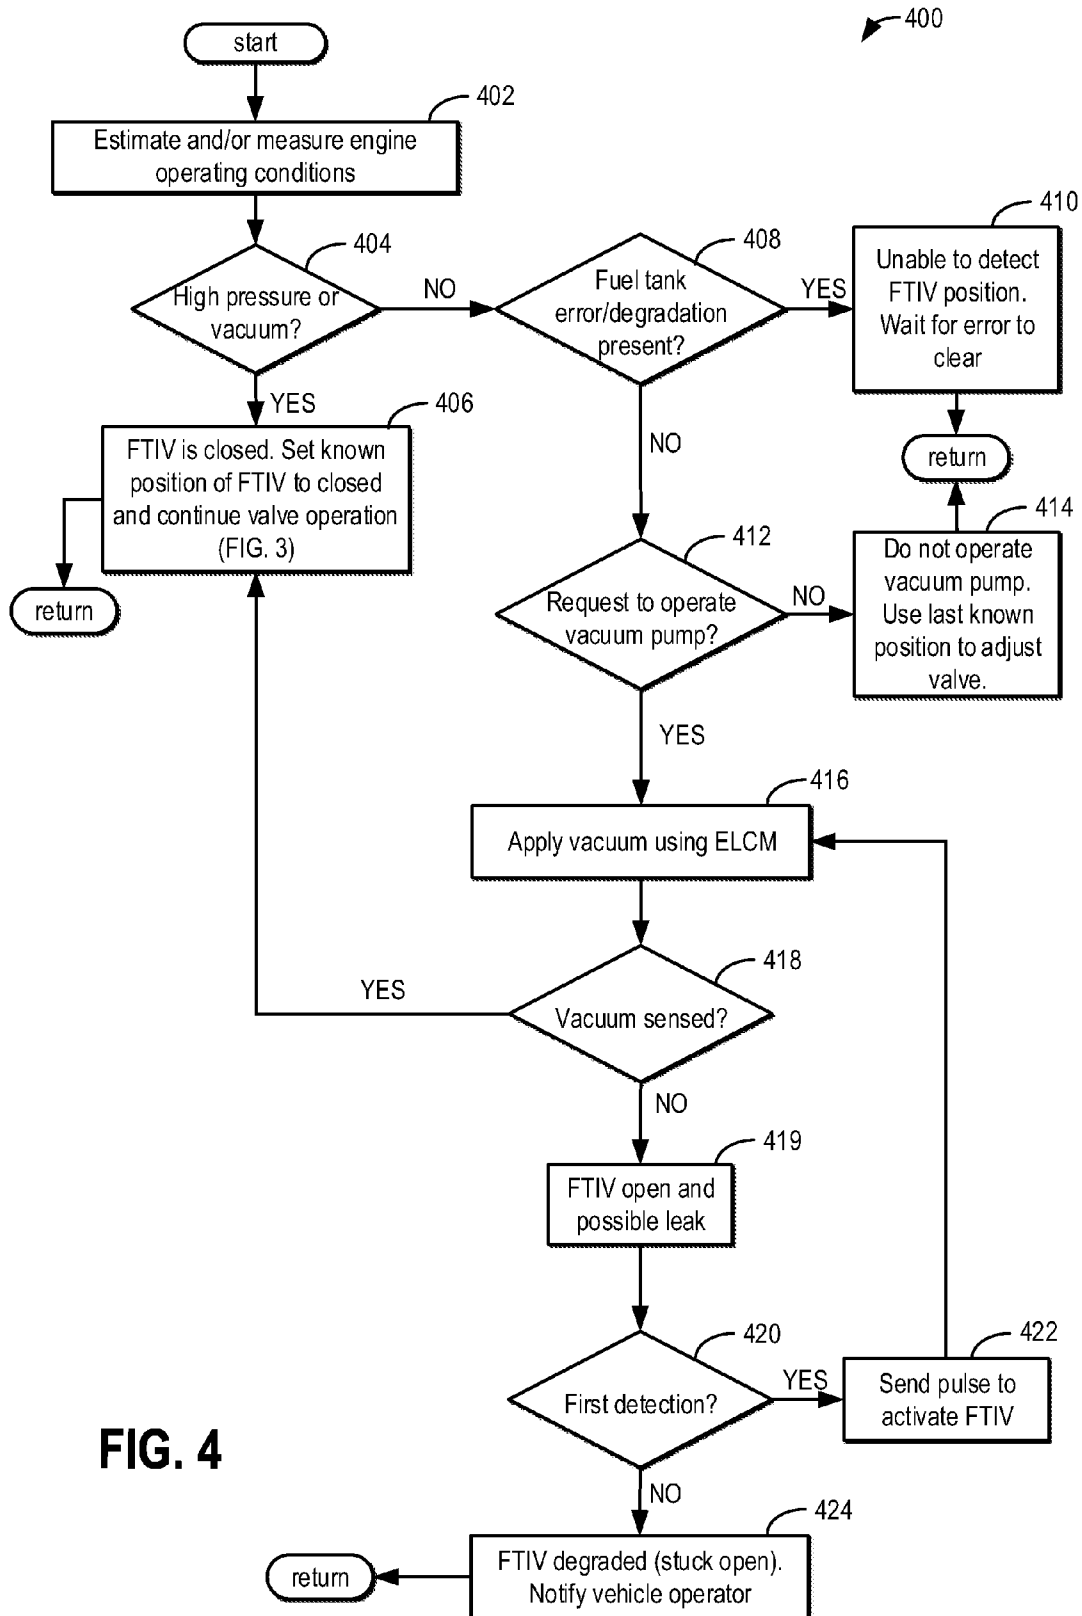 400
start
402
Estimate and/or measure engine
operating conditions
404
High pressure or
vacuum?
NO
408
Fuel tank
error/degradation
present?
YES
410
Unable to detect
FTIV position.
Wait for error to
clear
return
YES
406
FTIV is closed. Set known
position of FTIV to closed
and continue valve operation
(FIG. 3)
return
NO
412
Request to operate
vacuum pump?
NO
414
Do not operate
vacuum pump.
Use last known
position to adjust
valve.
YES
416
Apply vacuum using ELCM
418
Vacuum sensed?
YES
NO
419
FTIV open and
possible leak
420
First detection?
YES
422
Send pulse to
activate FTIV
NO
424
FTIV degraded (stuck open).
Notify vehicle operator
return
FIG. 4